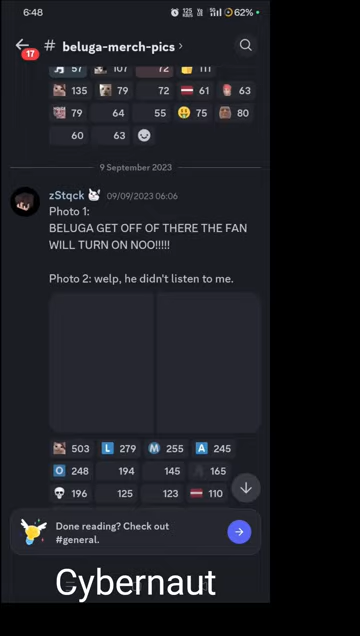 6:48
125 KB/S 5G 62%
17
# beluga-merch-pics ›
57 107 72 111
135 79 72 61 63
79 64 55 75 80
60 63
9 September 2023
zStqck 09/09/2023 06:06
Photo 1:
BELUGA GET OFF OF THERE THE FAN
WILL TURN ON NOO!!!!!
Photo 2: welp, he didn't listen to me.
503 L 279 M 255 A 245
O 248 194 145 165
196 125 123 110
Done reading? Check out
#general.
Cybernaut